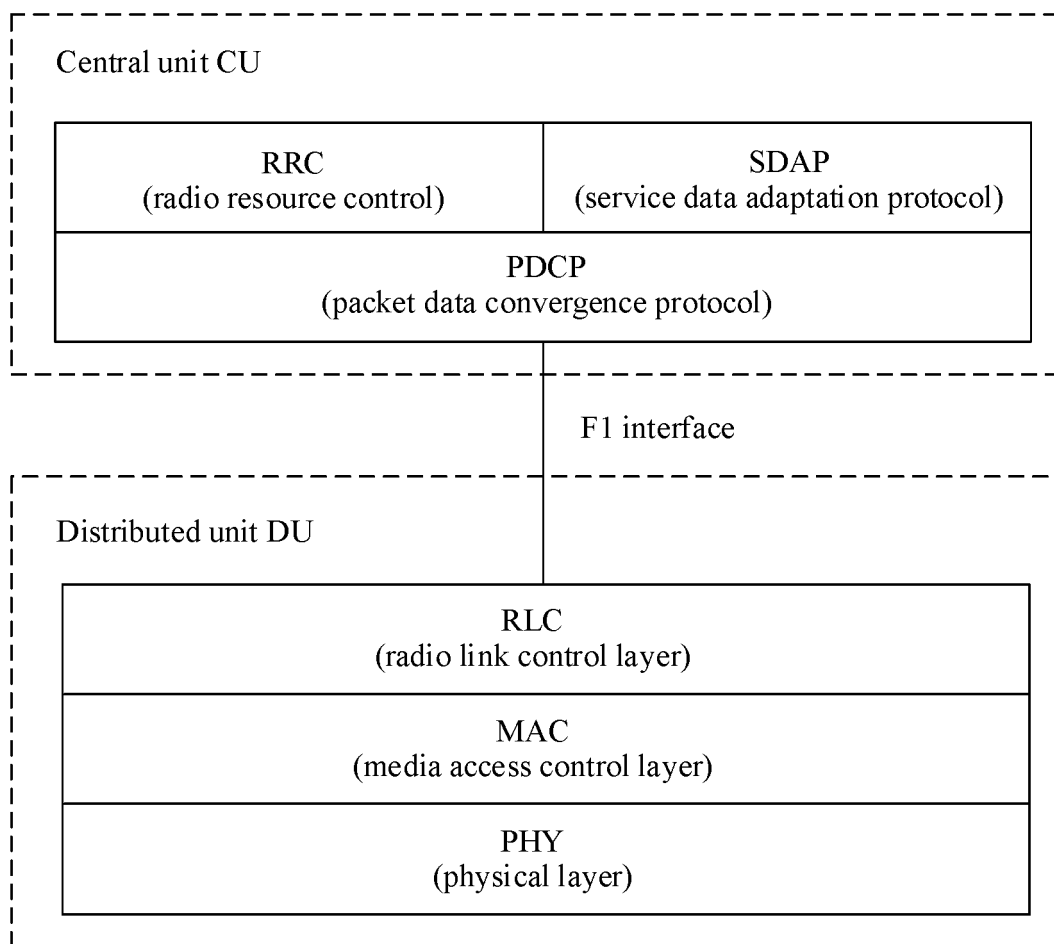 Central unit CU
RRC
(radio resource control)
SDAP
(service data adaptation protocol)
PDCP
(packet data convergence protocol)
F1 interface
Distributed unit DU
RLC
(radio link control layer)
MAC
(media access control layer)
PHY
(physical layer)